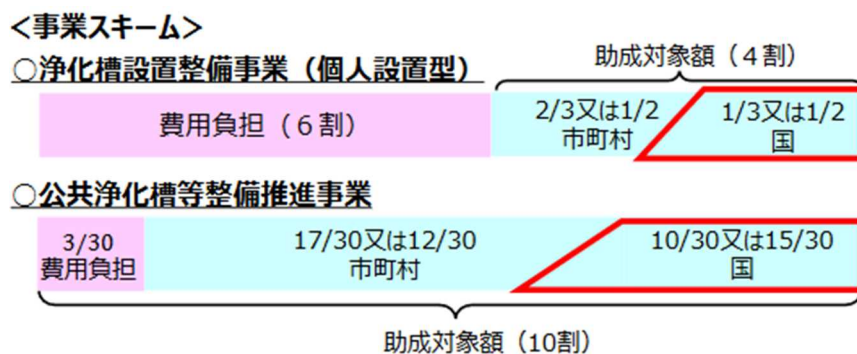 <事業スキーム>
○浄化槽設置整備事業(個人設置型)
助成対象額(4割)
費用負担(6割)
2/3又は1/2
市町村
1/3又は1/2
国
○公共浄化槽等整備推進事業
3/30
費用負担
17/30又は12/30
市町村
10/30又は15/30
国
助成対象額(10割)